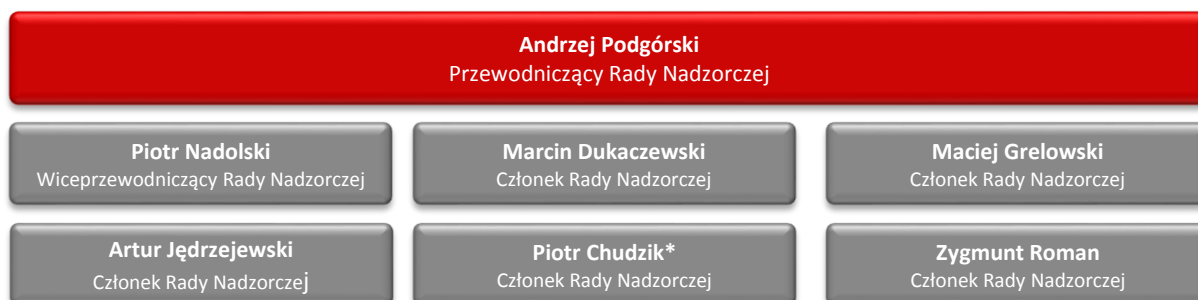 Andrzej Podgórski
Przewodniczący Rady Nadzorczej
Piotr Nadolski
Wiceprzewodniczący Rady Nadzorczej
Marcin Dukaczewski
Członek Rady Nadzorczej
Maciej Grelowski
Członek Rady Nadzorczej
Artur Jędrzejewski
Członek Rady Nadzorczej
Piotr Chudzik*
Członek Rady Nadzorczej
Zygmunt Roman
Członek Rady Nadzorczej